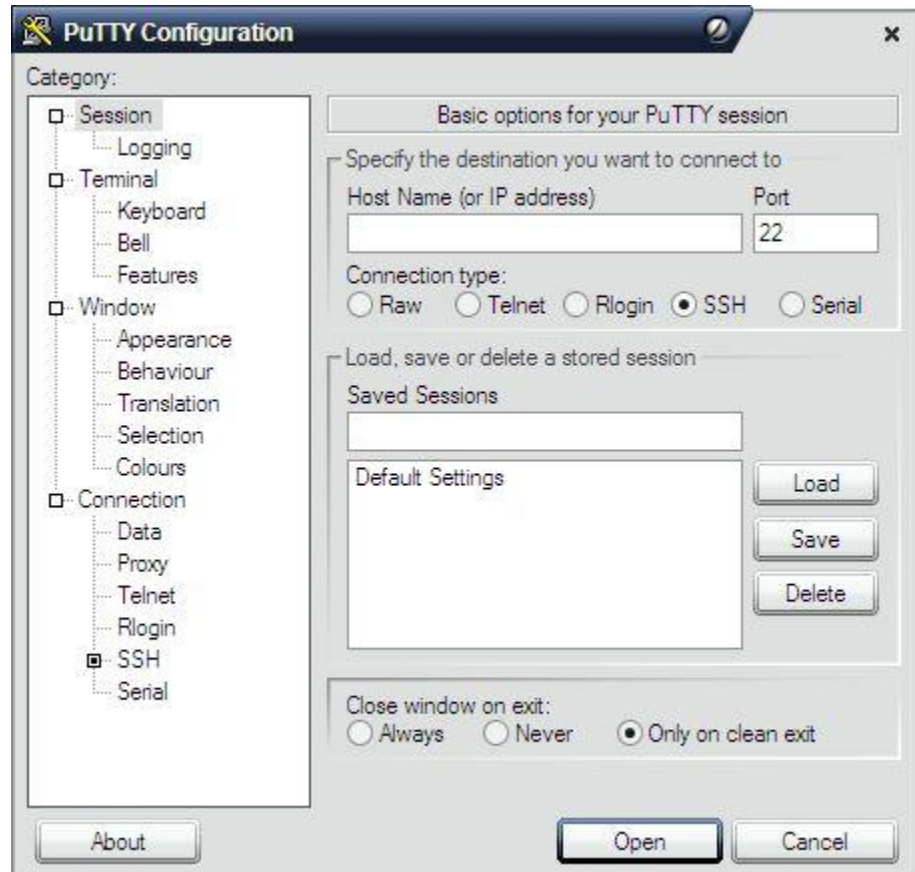 PuTTY Configuration
Category:
Session
Logging
Terminal
Keyboard
Bell
Features
Window
Appearance
Behaviour
Translation
Selection
Colours
Connection
Data
Proxy
Telnet
Rlogin
SSH
Serial
Basic options for your PuTTY session
Specify the destination you want to connect to
Host Name (or IP address) Port
22
Connection type:
Raw Telnet Rlogin SSH Serial
Load, save or delete a stored session
Saved Sessions
Default Settings
Load
Save
Delete
Close window on exit:
Always Never Only on clean exit
About Open Cancel